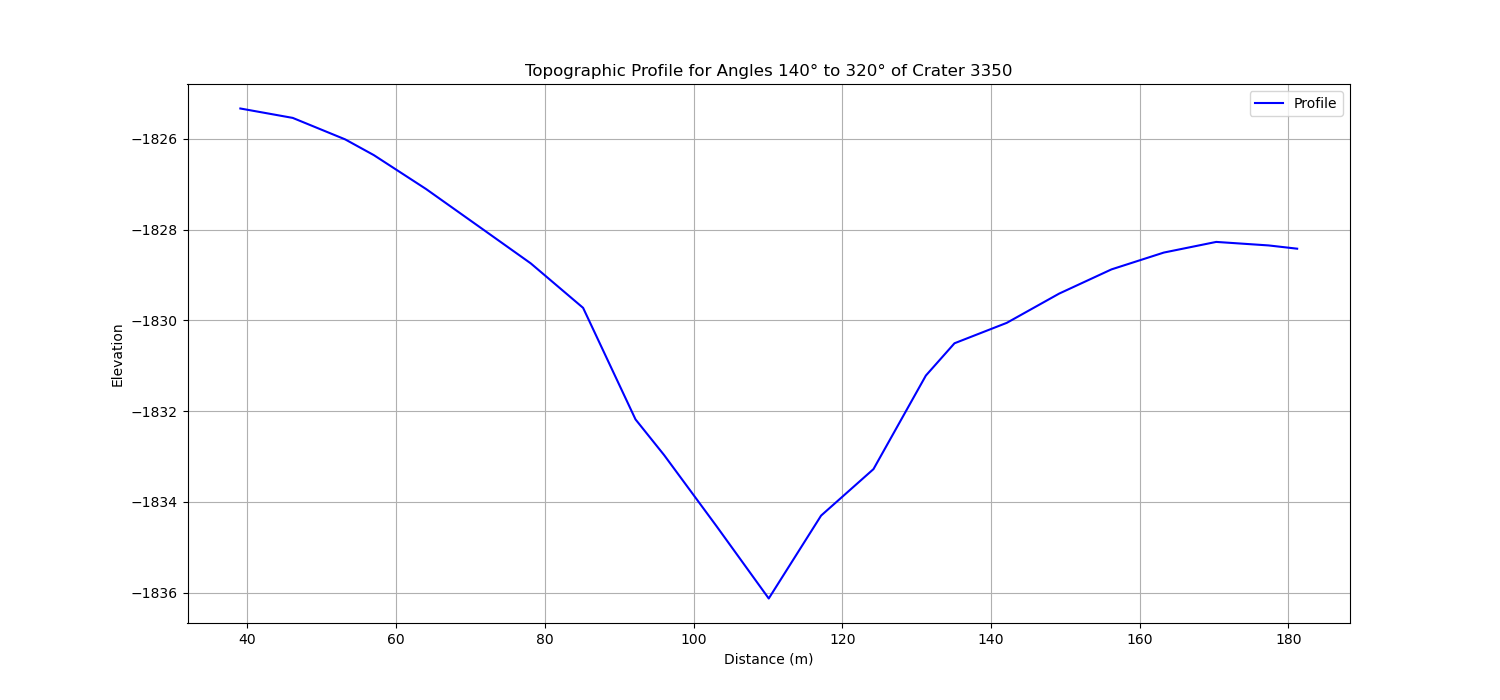 Topographic Profile for Angles 140° to 320° of Crater 3350
Profile
−1826
−1828
−1830
−1832
−1834
−1836
Elevation
40 60 80 100 120 140 160 180
Distance (m)